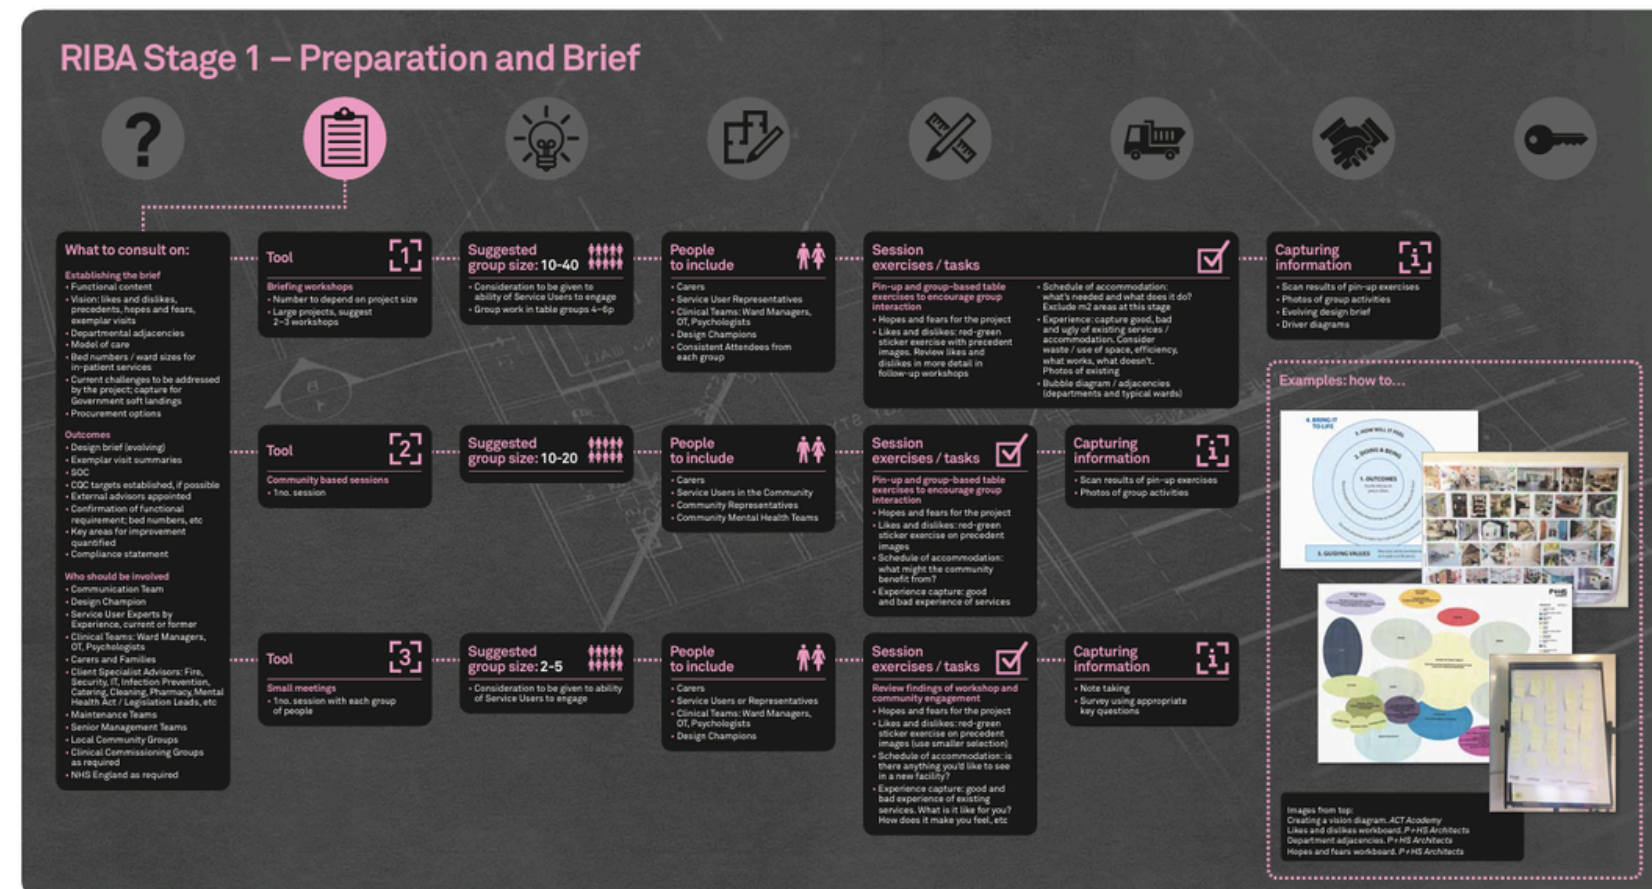 RIBA Stage 1 – Preparation and Brief
What to consult on:
Establishing the brief
• Functional content
• Vision: likes and dislikes,
precedents, hopes and fears,
exemplar visits
• Departmental adjacencies
• Model of care
• Bed numbers / ward sizes for
in-patient services
• Current challenges to be addressed
by the project; capture for
Government soft landings
• Procurement options
Outcomes
• Design brief (evolving)
• Exemplar visit summaries
• SOC
• CQC targets established, if possible
• External advisors appointed
• Confirmation of functional
requirement; bed numbers, etc
• Key areas for improvement
quantified
• Compliance statement
Who should be involved
• Communication Team
• Design Champion
• Service User Experts by
Experience, current or former
• Clinical Teams: Ward Managers,
OT, Psychologists
• Carers and Families
• Client Specialist Advisors: Fire,
Security, IT, Infection Prevention,
Catering, Cleaning, Pharmacy, Mental
Health Act / Legislation Leads, etc
• Maintenance Teams
• Senior Management Teams
• Local Community Groups
• Clinical Commissioning Groups
as required
• NHS England as required
Tool
1
Briefing workshops
• Number to depend on project size
• Large projects, suggest
2–3 workshops
Suggested
group size: 10-40
• Consideration to be given to
ability of Service Users to engage
• Group work in table groups 4–6p
People
to include
• Carers
• Service User Representatives
• Clinical Teams: Ward Managers,
OT, Psychologists
• Design Champions
• Consistent Attendees from
each group
Session
exercises / tasks
Pin-up and group-based table
exercises to encourage group
interaction
• Hopes and fears for the project
• Likes and dislikes: red-green
sticker exercise with precedent
images. Review likes and
dislikes in more detail in
follow-up workshops
• Schedule of accommodation:
what's needed and what does it do?
Exclude m2 areas at this stage
• Experience: capture good, bad
and ugly of existing services /
accommodation. Consider
waste / use of space, efficiency,
what works, what doesn't.
Photos of existing
• Bubble diagram / adjacencies
(departments and typical wards)
Capturing
information
• Scan results of pin-up exercises
• Photos of group activities
• Evolving design brief
• Driver diagrams
Tool
2
Community based sessions
• 1no. session
Suggested
group size: 10-20
People
to include
• Carers
• Service Users in the Community
• Community Representatives
• Community Mental Health Teams
Session
exercises / tasks
Pin-up and group-based table
exercises to encourage group
interaction
• Hopes and fears for the project
• Likes and dislikes: red-green
sticker exercise on precedent
images
• Schedule of accommodation:
what might the community
benefit from?
• Experience capture: good
and bad experience of services
Capturing
information
• Scan results of pin-up exercises
• Photos of group activities
Tool
3
Small meetings
• 1no. session with each group
of people
Suggested
group size: 2-5
• Consideration to be given to ability
of Service Users to engage
People
to include
• Carers
• Service Users or Representatives
• Clinical Teams: Ward Managers,
OT, Psychologists
• Design Champions
Session
exercises / tasks
Review findings of workshop and
community engagement
• Hopes and fears for the project
• Likes and dislikes: red-green
sticker exercise on precedent
images (use smaller selection)
• Schedule of accommodation: is
there anything you'd like to see
in a new facility?
• Experience capture: good and
bad experience of existing
services. What is it like for you?
How does it make you feel, etc
Capturing
information
• Note taking
• Survey using appropriate
key questions
Examples: how to...
4. BRING IT
TO LIFE
3. HOW WILL IT FEEL
2. DOING & BEING
1. OUTCOMES
5. GUIDING VALUES
P+HS
Images from top:
Creating a vision diagram. ACT Academy
Likes and dislikes workboard. P+HS Architects
Department adjacencies. P+HS Architects
Hopes and fears workboard. P+HS Architects